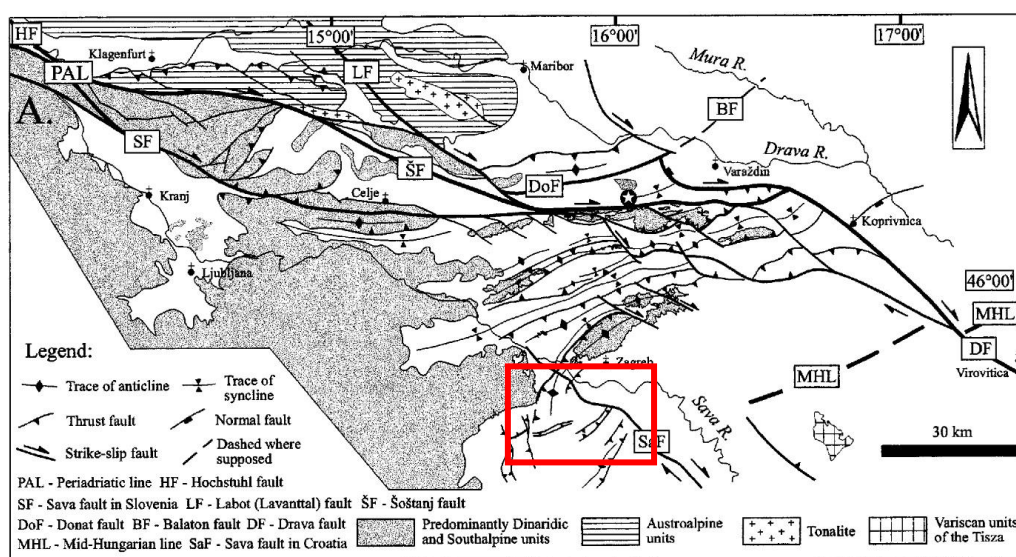 HF
15°00'
16°00'
17°00'
Klagenfurt
PAL
LF
Maribor
Mura R.
BF
A.
SF
Drava R.
ŠF
Varaždin
DoF
Kranj
Celje
Koprivnica
Ljubljana
46°00'
MHL
Legend:
DF
Zagreb
MHL
Virovitica
Trace of anticline
Trace of syncline
Sava R.
Thrust fault
Normal fault
SaF
30 km
Strike-slip fault
Dashed where supposed
PAL - Periadriatic line HF - Hochstuhl fault
SF - Sava fault in Slovenia LF - Labot (Lavanttal) fault ŠF - Šoštanj fault
DoF - Donat fault BF - Balaton fault DF - Drava fault
MHL - Mid-Hungarian line SaF - Sava fault in Croatia
Predominantly Dinaridic and Southalpine units
Austroalpine units
Tonalite
Variscan units of the Tisza